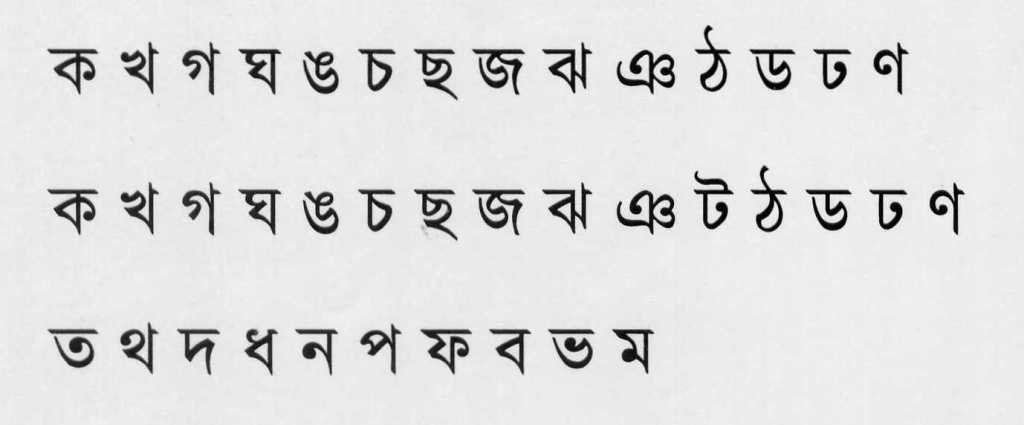 ক খ গ ঘ ঙ চ ছ জ ঝ ঞ ঠ ড ঢ ণ
ক খ গ ঘ ঙ চ ছ জ ঝ ঞ ট ঠ ড ঢ ণ
ত থ দ ধ ন প ফ ব ভ ম